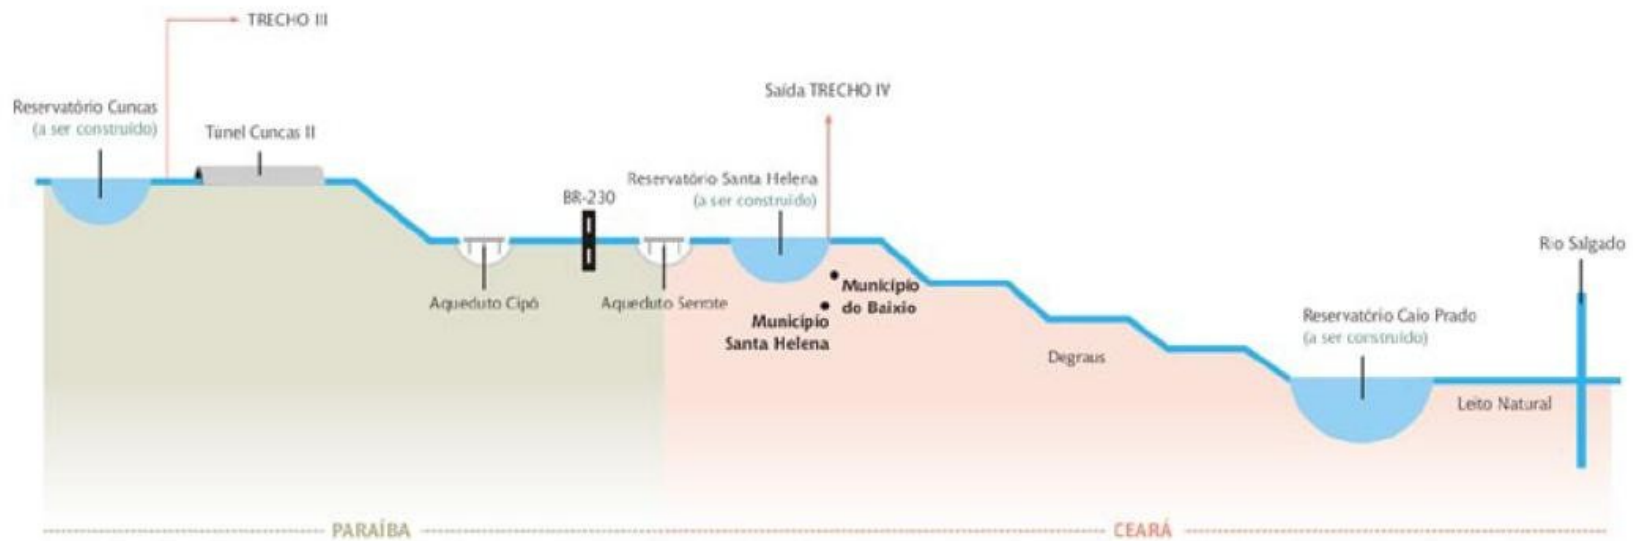 TRECHO III
Saída TRECHO IV
Reservatório Cuncas
(a ser construído)
Túnel Cuncas II
Reservatório Santa Helena
(a ser construído)
BR-230
Rio Salgado
Aqueduto Cipó
Aqueduto Serrote
Município
do Baixio
Município
Santa Helena
Degraus
Reservatório Caio Prado
(a ser construído)
Leito Natural
PARAÍBA
CEARÁ